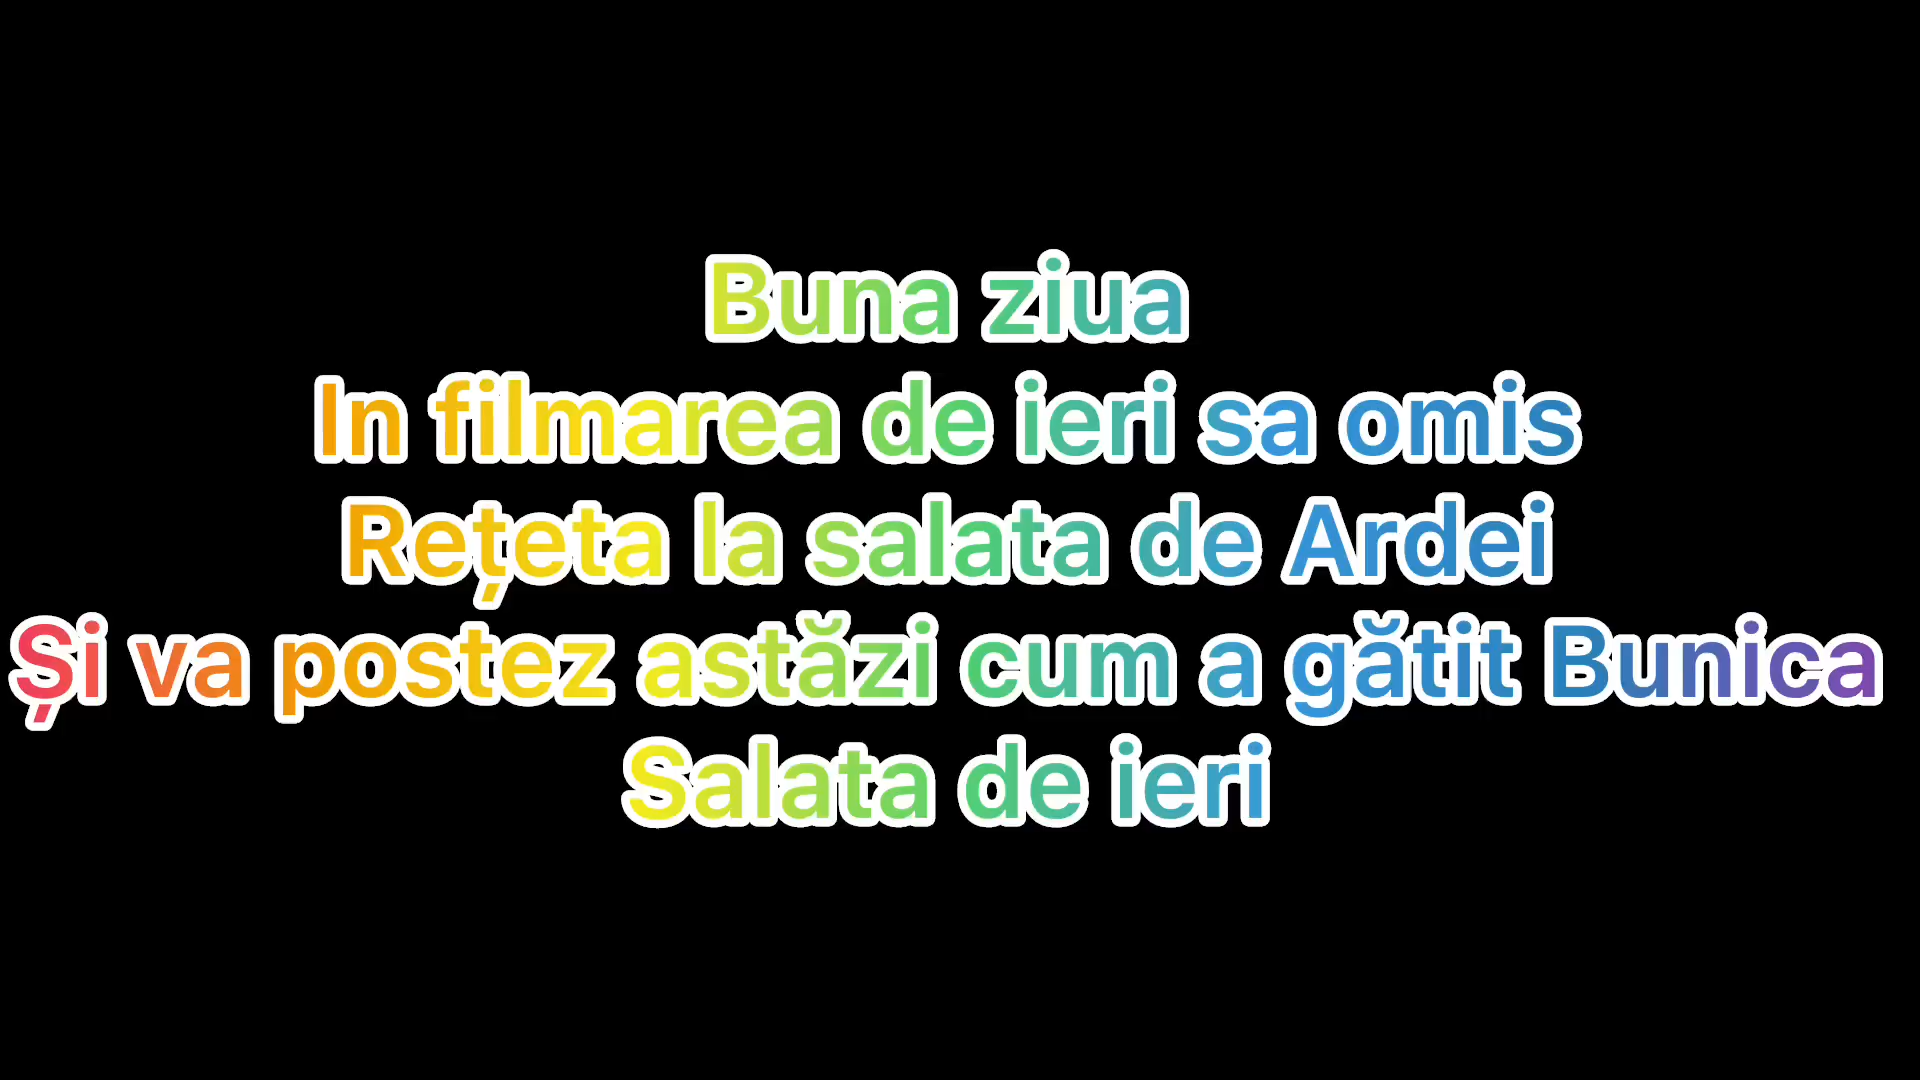 Buna ziua
In filmarea de ieri sa omis
Rețeta la salata de Ardei
Și va postez astăzi cum a gătit Bunica
Salata de ieri